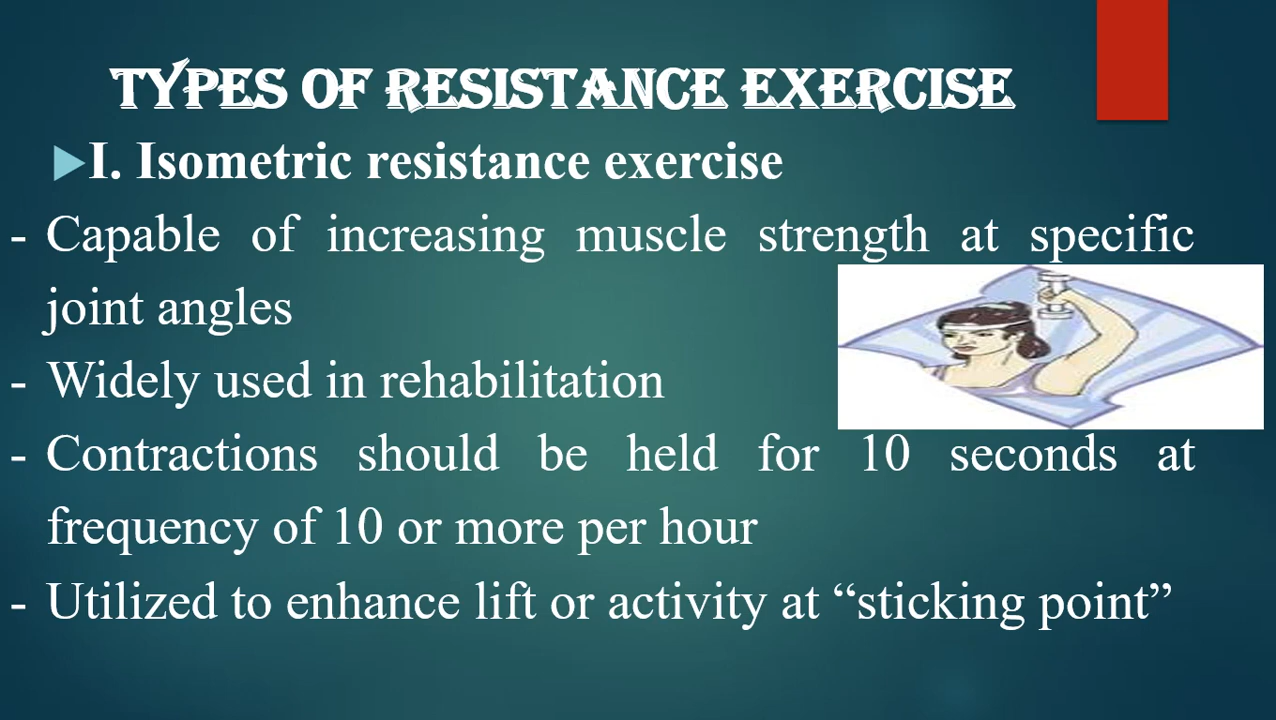 TYPES OF RESISTANCE EXERCISE
I. Isometric resistance exercise
- Capable of increasing muscle strength at specific
joint angles
- Widely used in rehabilitation
- Contractions should be held for 10 seconds at
frequency of 10 or more per hour
- Utilized to enhance lift or activity at “sticking point”